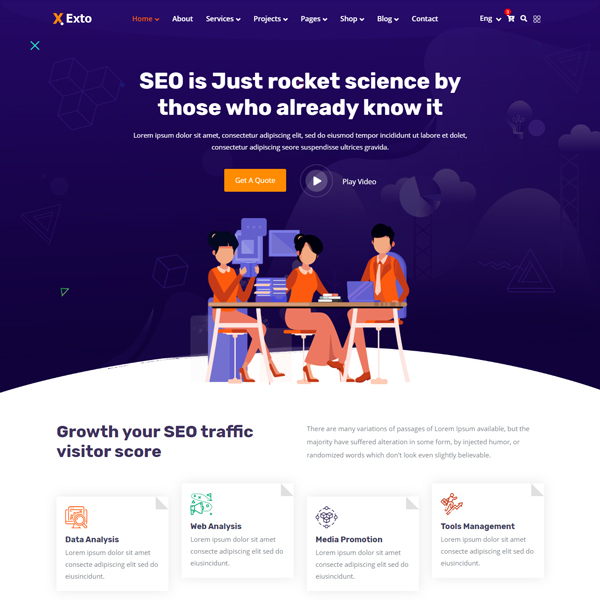 Exto
Home About Services Projects Pages Shop Blog Contact Eng 3
SEO is Just rocket science by
those who already know it
Lorem ipsum dolor sit amet, consectetur adipiscing elit, sed do eiusmod tempor incididunt ut labore et dolet,
consectetur adipiscing seore suspendisse ultrices gravida.
Get A Quote Play Video
Growth your SEO traffic
visitor score
There are many variations of passages of Lorem Ipsum available, but the
majority have suffered alteration in some form, by injected humor, or
randomized words which don't look even slightly believable.
Data Analysis
Lorem ipsum dolor sit amet
consecte adipiscing elit sed do
eiusincidunt.
Web Analysis
Lorem ipsum dolor sit amet
consecte adipiscing elit sed do
eiusincidunt.
Media Promotion
Lorem ipsum dolor sit amet
consecte adipiscing elit sed do
eiusincidunt.
Tools Management
Lorem ipsum dolor sit amet
consecte adipiscing elit sed do
eiusincidunt.